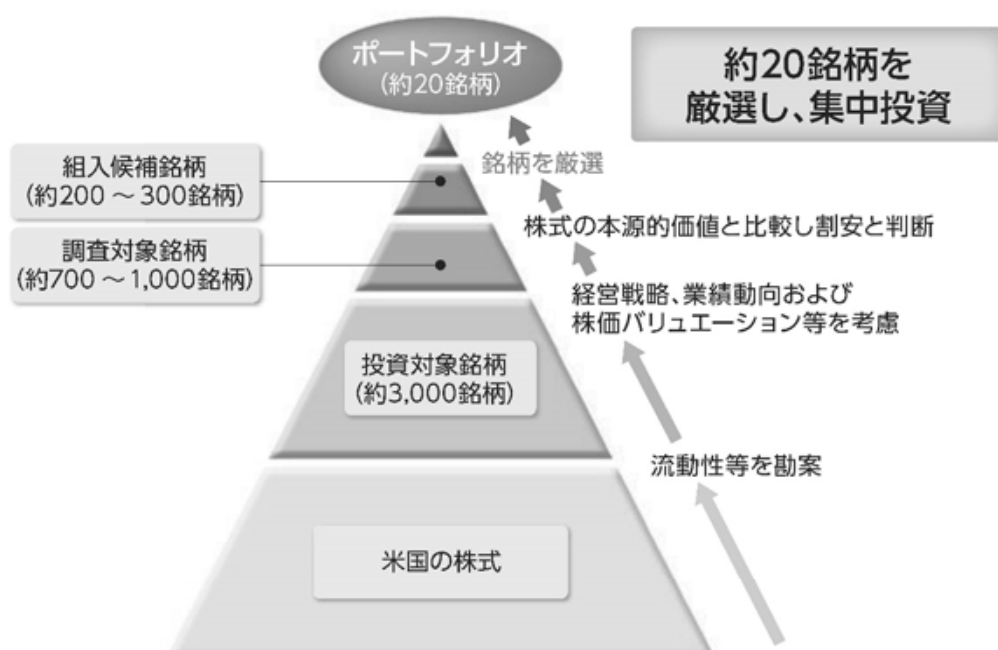 ポートフォリオ
(約20銘柄)
約20銘柄を
厳選し、集中投資
銘柄を厳選
組入候補銘柄
(約200 ～ 300銘柄)
株式の本源的価値と比較し割安と判断
調査対象銘柄
(約700 ～ 1,000銘柄)
経営戦略、業績動向および
株価バリュエーション等を考慮
投資対象銘柄
(約3,000銘柄)
流動性等を勘案
米国の株式